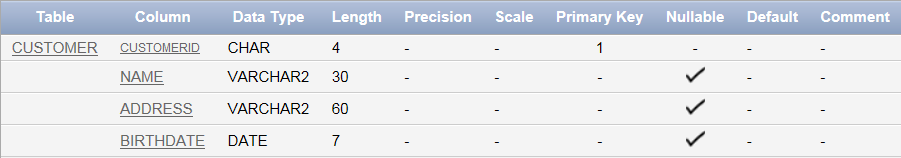 Table Column Data Type Length Precision Scale Primary Key Nullable Default Comment
CUSTOMER CUSTOMERID CHAR 4 - - 1 - - -
NAME VARCHAR2 30 - - - ✓ - -
ADDRESS VARCHAR2 60 - - - ✓ - -
BIRTHDATE DATE 7 - - - ✓ - -